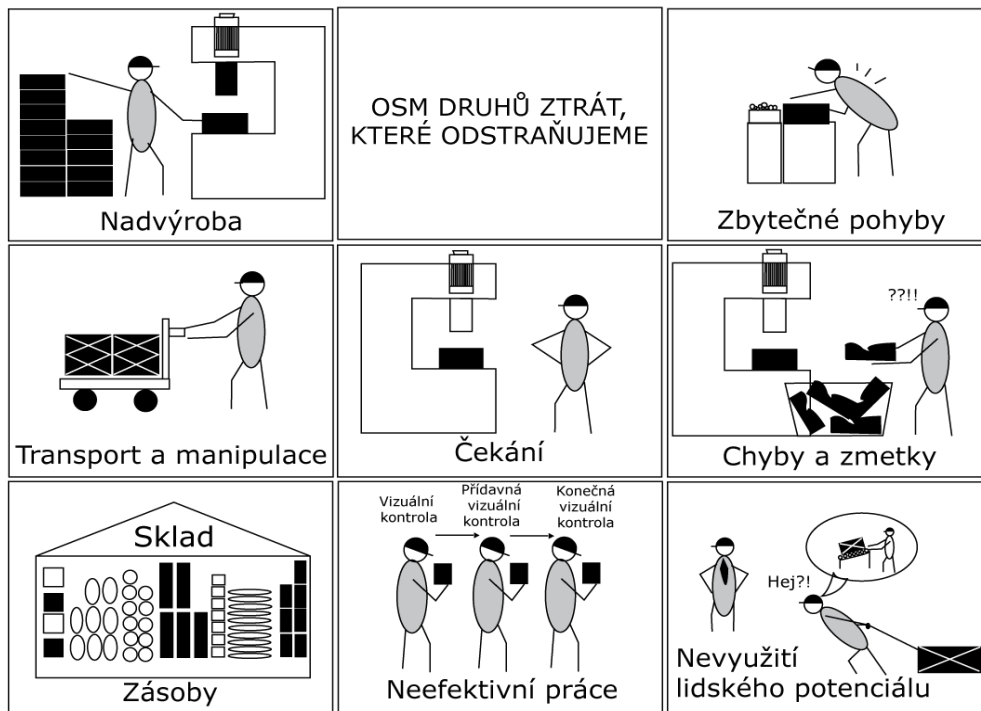 Nadvýroba
OSM DRUHŮ ZTRÁT,
KTERÉ ODSTRAŇUJEME
Zbytečné pohyby
Transport a manipulace
Čekání
??!!
Chyby a zmetky
Sklad
Zásoby
Vizuální
kontrola
Přídavná
vizuální
kontrola
Konečná
vizuální
kontrola
Neefektivní práce
Hej?!
Nevyužití
lidského potenciálu